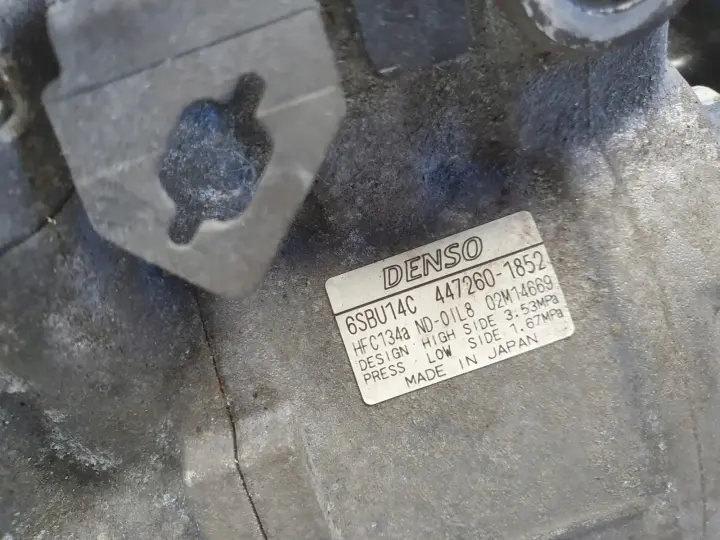 DENSO
6SBU14C 447260-1852
HFC134a ND-OIL8 02M14669
DESIGN HIGH SIDE 3.53MPa
PRESS. LOW SIDE 1.67MPa
MADE IN JAPAN